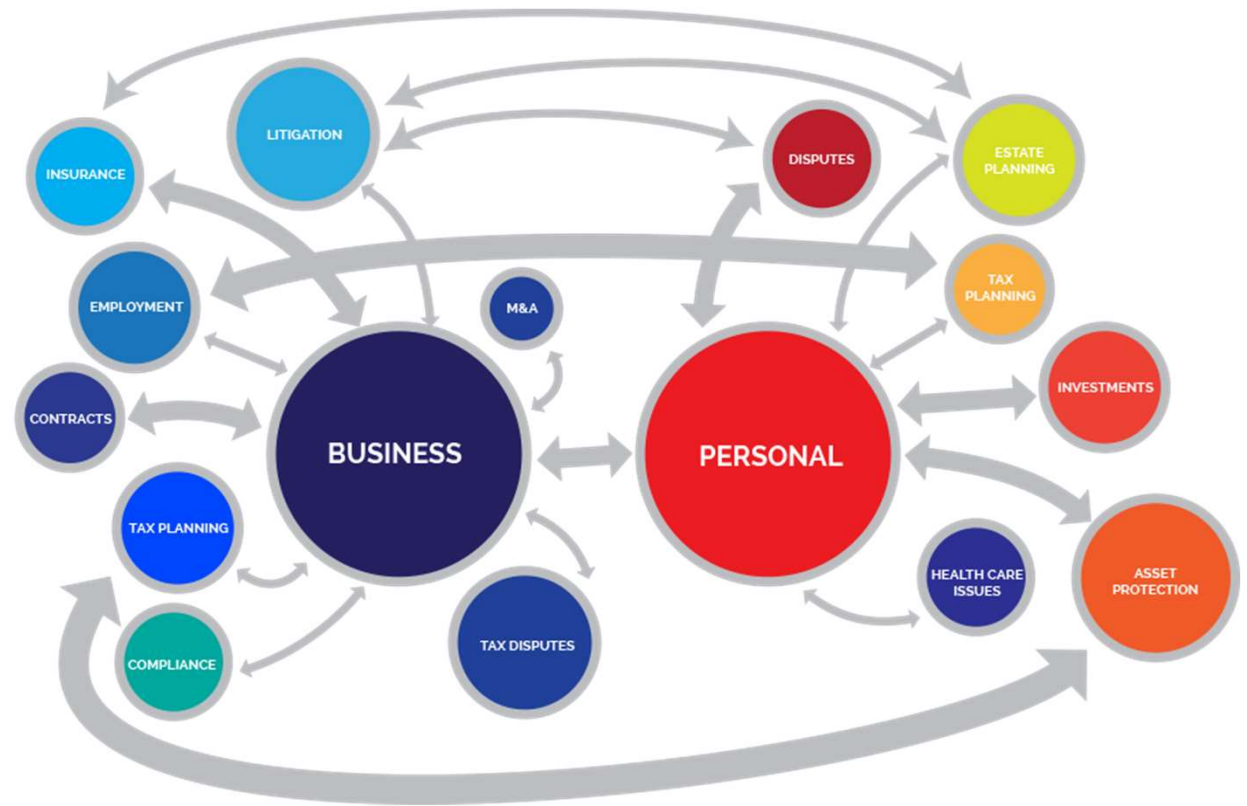 LITIGATION
INSURANCE
DISPUTES
ESTATE
PLANNING
EMPLOYMENT
M&A
TAX
PLANNING
CONTRACTS
INVESTMENTS
BUSINESS
PERSONAL
TAX PLANNING
HEALTH CARE
ISSUES
ASSET
PROTECTION
COMPLIANCE
TAX DISPUTES